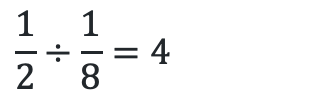 1/2 ÷ 1/8 = 4